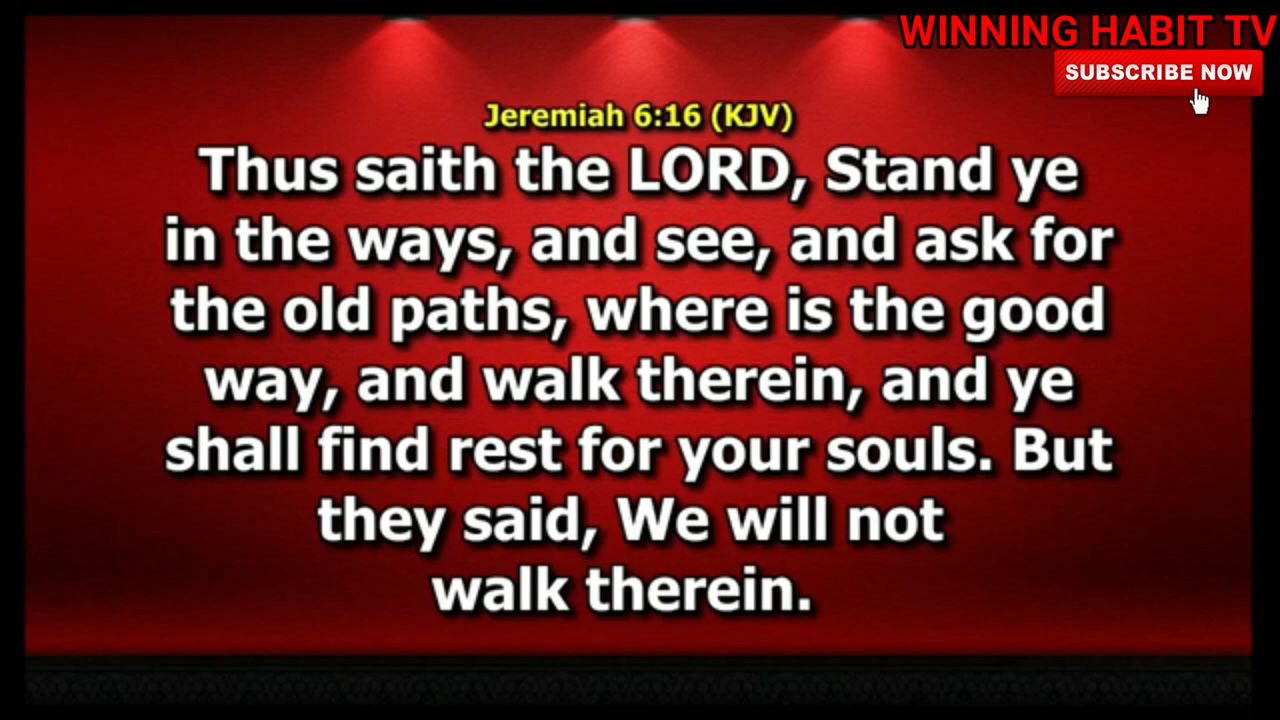 WINNING HABIT TV
SUBSCRIBE NOW
Jeremiah 6:16 (KJV)
Thus saith the LORD, Stand ye
in the ways, and see, and ask for
the old paths, where is the good
way, and walk therein, and ye
shall find rest for your souls. But
they said, We will not
walk therein.